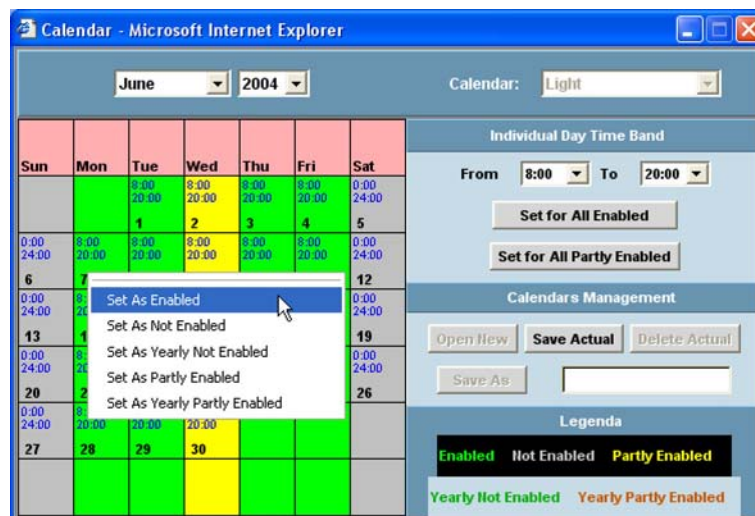 Calendar - Microsoft Internet Explorer
June 2004 Calendar: Light
Individual Day Time Band
Sun Mon Tue Wed Thu Fri Sat
From 8:00 To 20:00
8:00 8:00 8:00 8:00 0:00
20:00 20:00 20:00 20:00 24:00
1 2 3 4 5
Set for All Enabled
0:00 8:00 8:00 8:00 8:00 8:00 0:00
24:00 20:00 20:00 20:00 20:00 20:00 24:00
6 7 12
Set for All Partly Enabled
Set As Enabled
Set As Not Enabled
Set As Yearly Not Enabled
Set As Partly Enabled
Set As Yearly Partly Enabled
0:00 0:00
24:00 24:00
13 19
Calendars Management
Open New Save Actual Delete Actual
0:00 0:00
24:00 24:00
20 26
Save As
0:00
24:00 20:00 20:00 20:00
27 28 29 30
Legenda
Enabled Not Enabled Partly Enabled
Yearly Not Enabled Yearly Partly Enabled